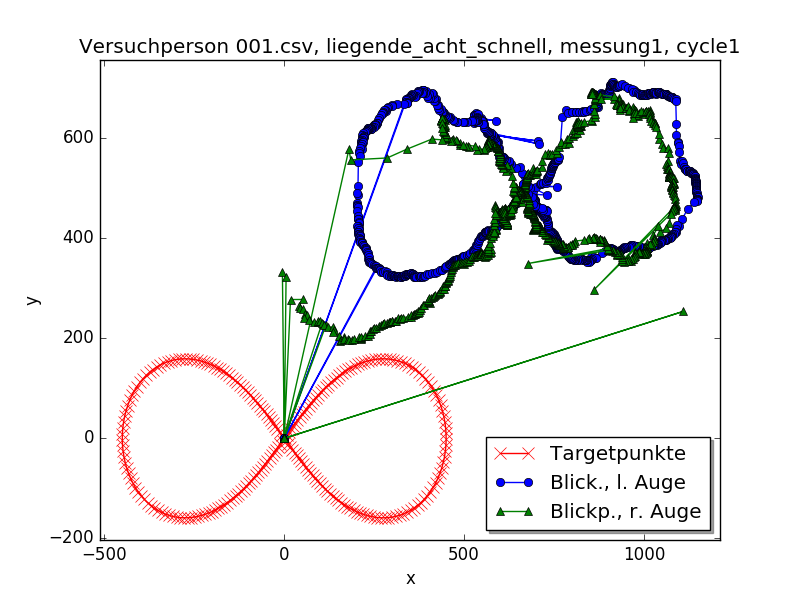 Versuchperson 001.csv, liegende_acht_schnell, messung1, cycle1
600
400
y
200
0
−200
Targetpunkte
Blick., l. Auge
Blickp., r. Auge
−500 0 500 1000
x